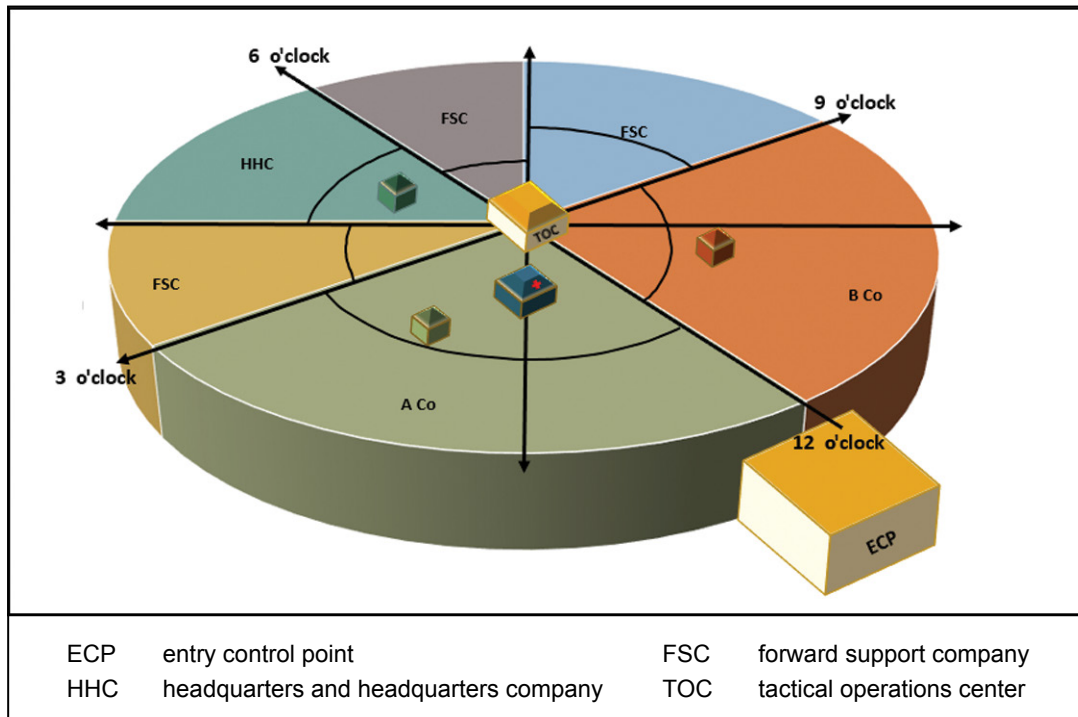 6 o'clock
9 o'clock
FSC
FSC
HHC
TOC
FSC
B Co
3 o'clock
A Co
12 o'clock
ECP
ECP entry control point
FSC forward support company
HHC headquarters and headquarters company
TOC tactical operations center